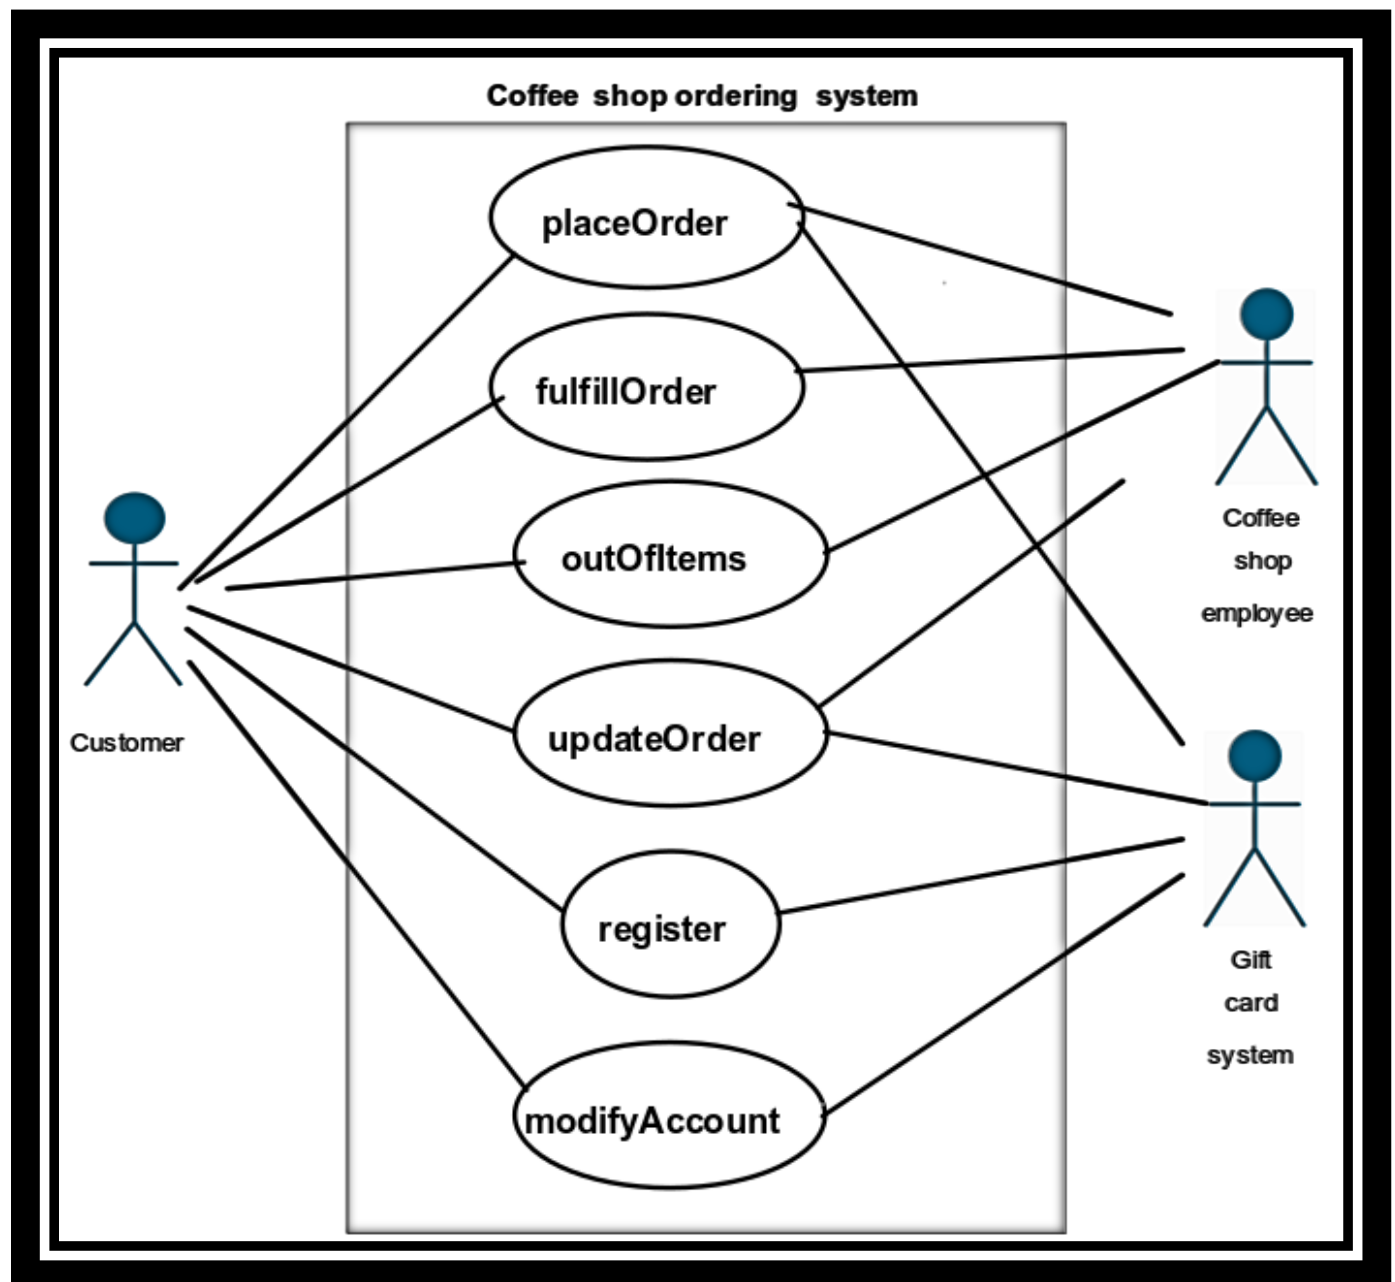 Coffee shop ordering system
placeOrder
fulfillOrder
outOfItems
updateOrder
register
modifyAccount
Customer
Coffee
shop
employee
Gift
card
system